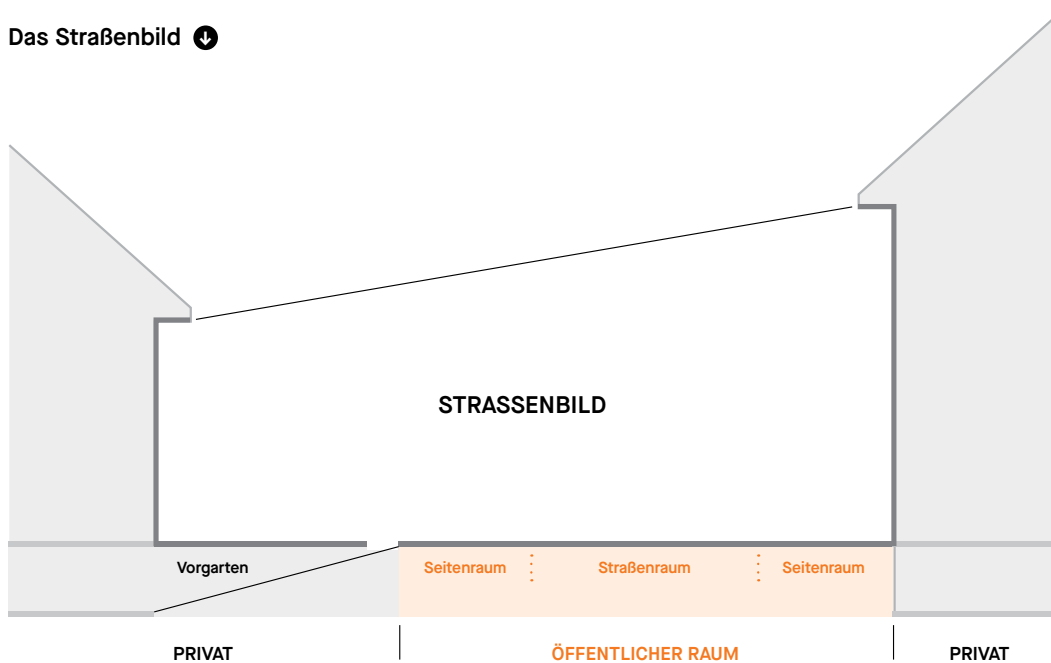 Das Straßenbild
STRASSENBILD
Vorgarten
Seitenraum
Straßenraum
Seitenraum
PRIVAT
ÖFFENTLICHER RAUM
PRIVAT